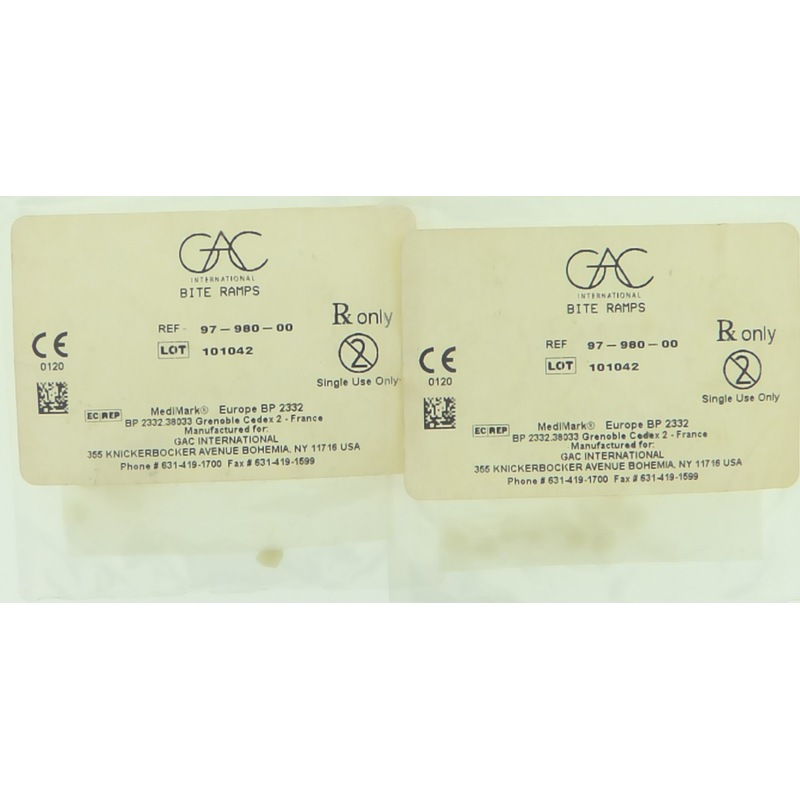 GAC
INTERNATIONAL
BITE RAMPS
REF - 97-980-00
Rx only
LOT 101042
CE
0120
Single Use Only
EC REP
MediMark® Europe BP 2332
BP 2332.38033 Grenoble Cedex 2 - France
Manufactured for:
GAC INTERNATIONAL
355 KNICKERBOCKER AVENUE BOHEMIA, NY 11716 USA
Phone # 631-419-1700 Fax # 631-419-1599
GAC
INTERNATIONAL
BITE RAMPS
REF 97-980-00
Rx only
LOT 101042
CE
0120
Single Use Only
EC REP
MediMark® Europe BP 2332
BP 2332.38033 Grenoble Cedex 2 - France
Manufactured for:
GAC INTERNATIONAL
355 KNICKERBOCKER AVENUE BOHEMIA, NY 11716 USA
Phone # 631-419-1700 Fax # 631-419-1599